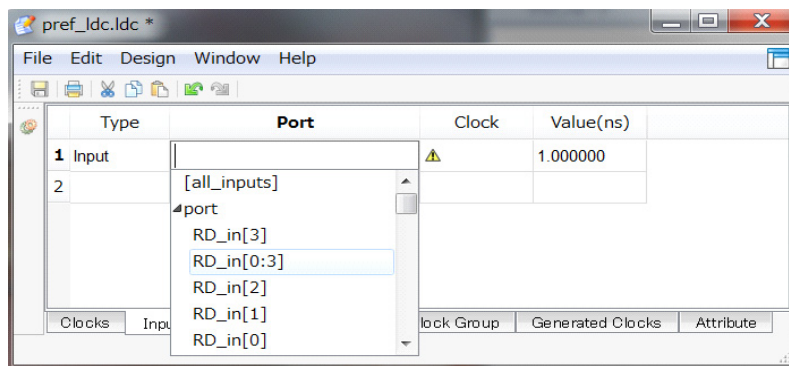 pref_ldc.ldc *
File Edit Design Window Help
Type Port Clock Value(ns)
1 Input 1.000000
2
[all_inputs]
port
RD_in[3]
RD_in[0:3]
RD_in[2]
RD_in[1]
RD_in[0]
Clocks Inpu lock Group Generated Clocks Attribute